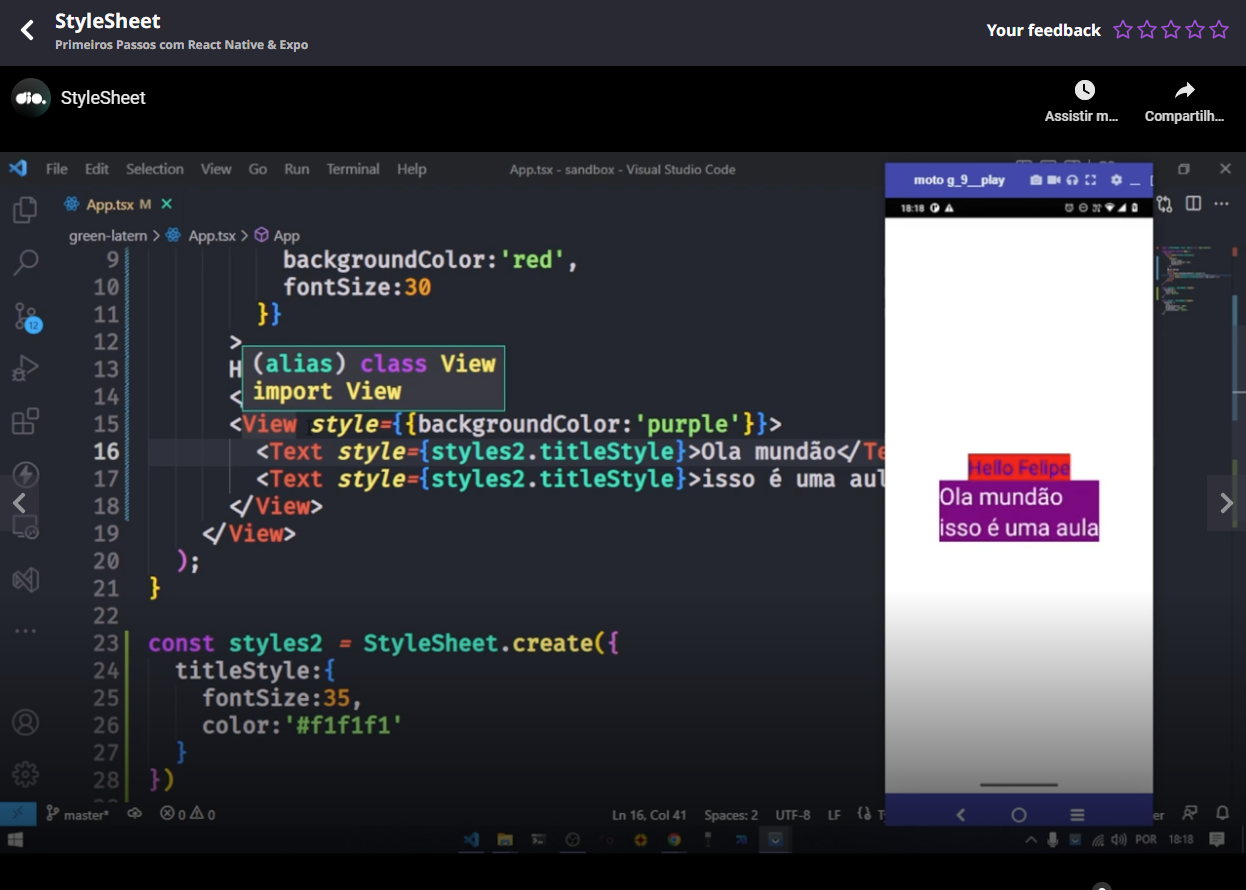 StyleSheet
Primeiros Passos com React Native & Expo
Your feedback
dio.
StyleSheet
Assistir m...
Compartilh...
File Edit Selection View Go Run Terminal Help
App.tsx - sandbox - Visual Studio Code
moto g_9__play
App.tsx M
18:18
green-latern > App.tsx > App
9 backgroundColor:'red',
10 fontSize:30
11 }}
12 >
(alias) class View
13 H
import View
14 <
15 <View style={{backgroundColor:'purple'}}>
16 <Text style={styles2.titleStyle}>Ola mundão</Te
17 <Text style={styles2.titleStyle}>isso é uma aul
18 </View>
19 </View>
20 );
21 }
22
23 const styles2 = StyleSheet.create({
24 titleStyle:{
25 fontSize:35,
26 color:'#f1f1f1'
27 }
28 })
12
Hello Felipe
Ola mundão
isso é uma aula
master* 0 0
Ln 16, Col 41 Spaces: 2 UTF-8 LF T er
POR 18:18